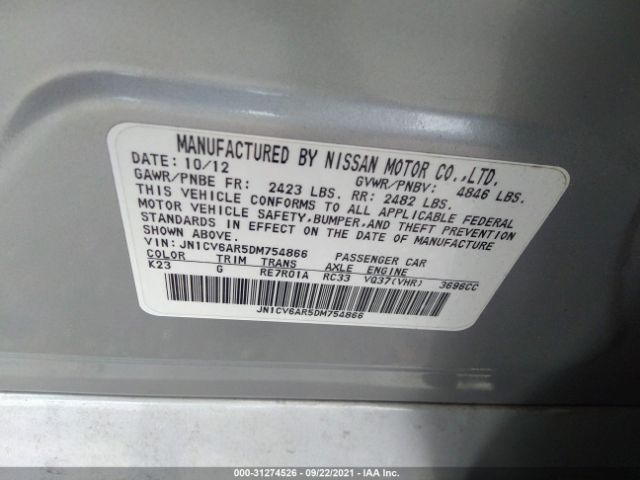 MANUFACTURED BY NISSAN MOTOR CO.,LTD.
DATE: 10/12 GVWR/PNBV: 4846 LBS.
GAWR/PNBE FR: 2423 LBS. RR: 2482 LBS.
THIS VEHICLE CONFORMS TO ALL APPLICABLE FEDERAL
MOTOR VEHICLE SAFETY,BUMPER,AND THEFT PREVENTION
STANDARDS IN EFFECT ON THE DATE OF MANUFACTURE
SHOWN ABOVE.
VIN: JN1CV6AR5DM754866 PASSENGER CAR
COLOR TRIM TRANS AXLE ENGINE
K23 G RE7R01A RC33 VQ37(VHR) 3696CC
JN1CV6AR5DM754866
000-31274526 - 09/22/2021 - IAA Inc.